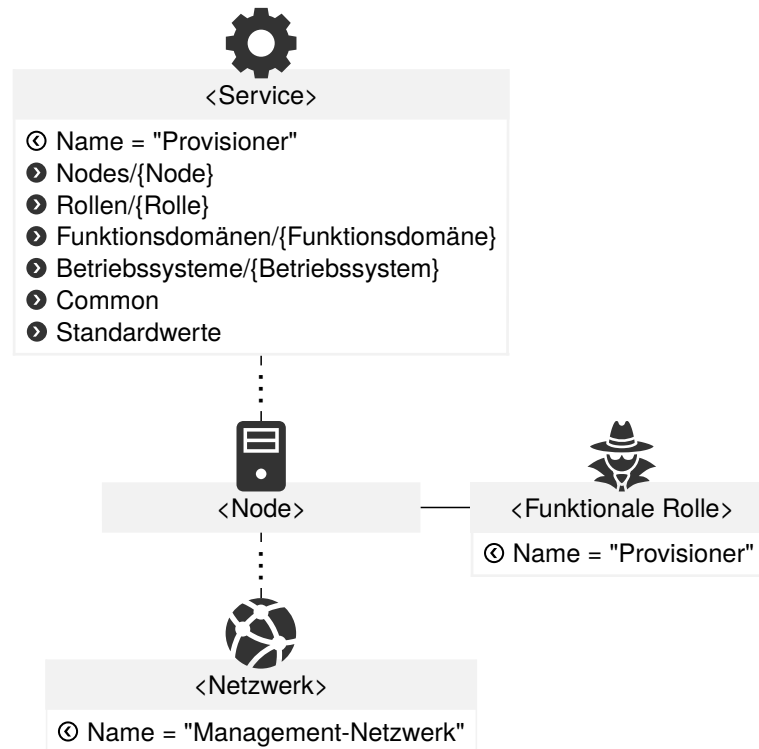 <Service>
Name = "Provisioner"
Nodes/{Node}
Rollen/{Rolle}
Funktionsdomänen/{Funktionsdomäne}
Betriebssysteme/{Betriebssystem}
Common
Standardwerte
<Node>
<Funktionale Rolle>
Name = "Provisioner"
<Netzwerk>
Name = "Management-Netzwerk"